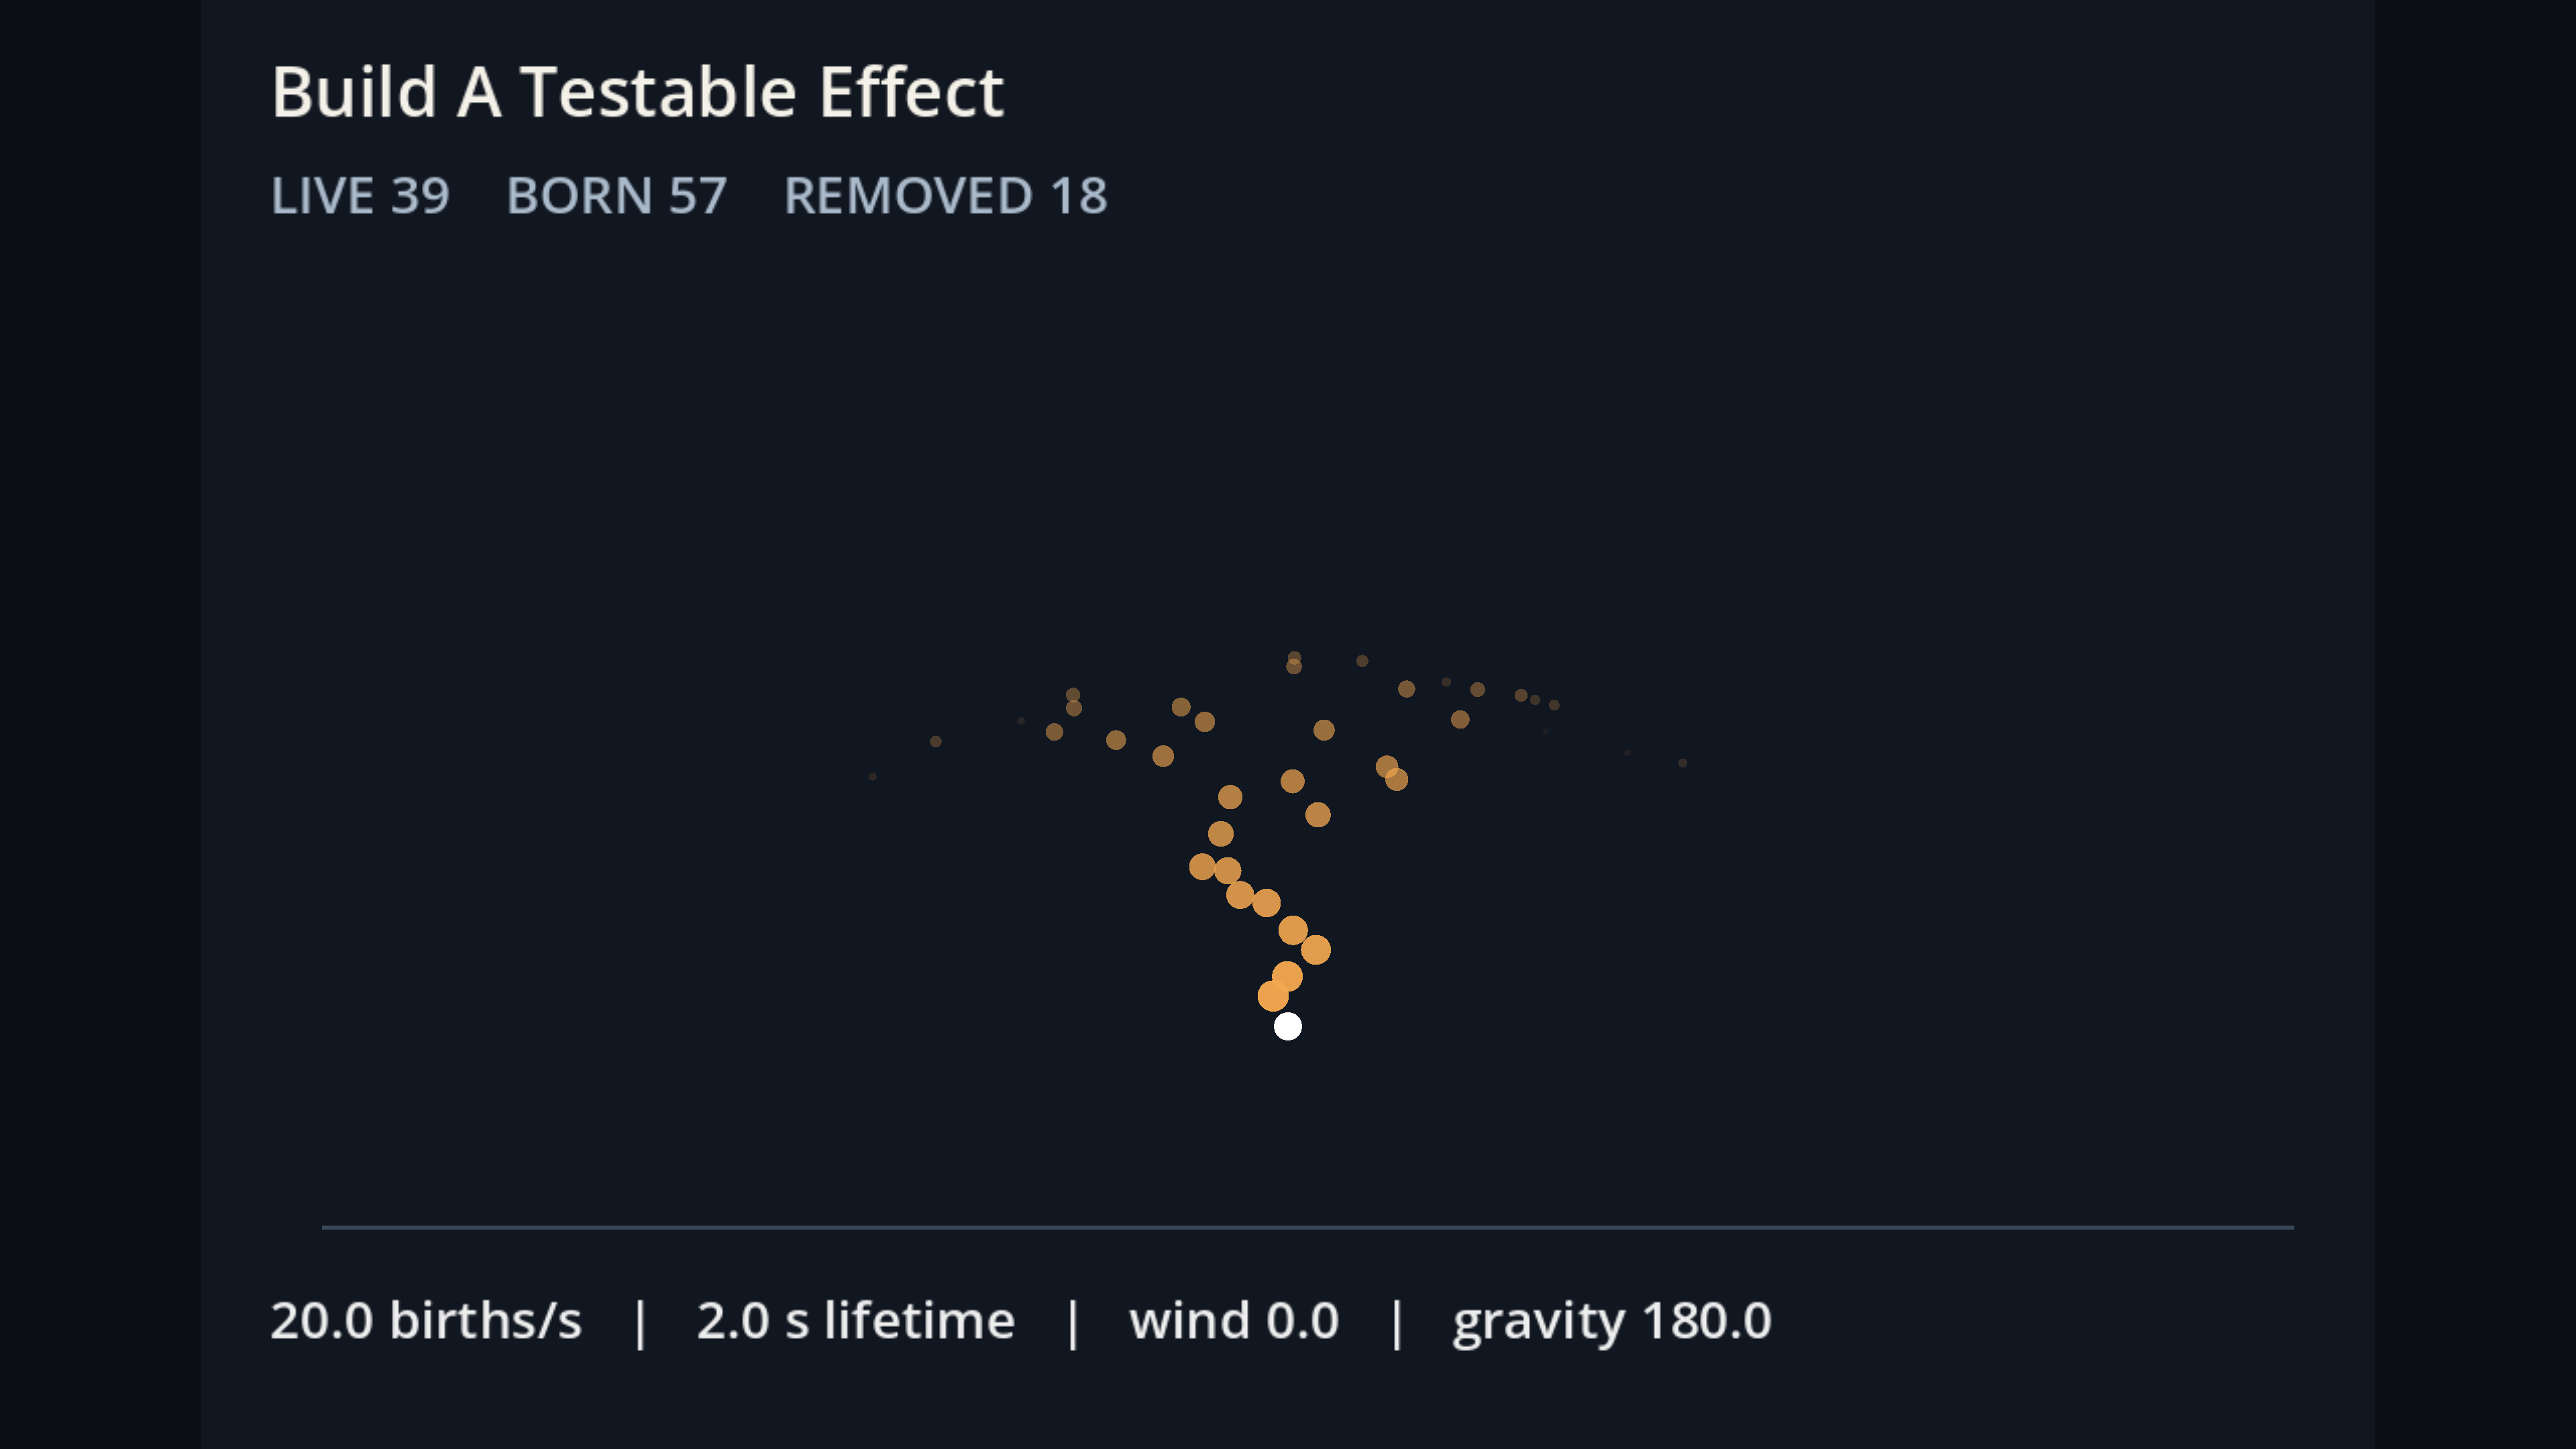 Build A Testable Effect
LIVE 39 BORN 57 REMOVED 18
20.0 births/s | 2.0 s lifetime | wind 0.0 | gravity 180.0